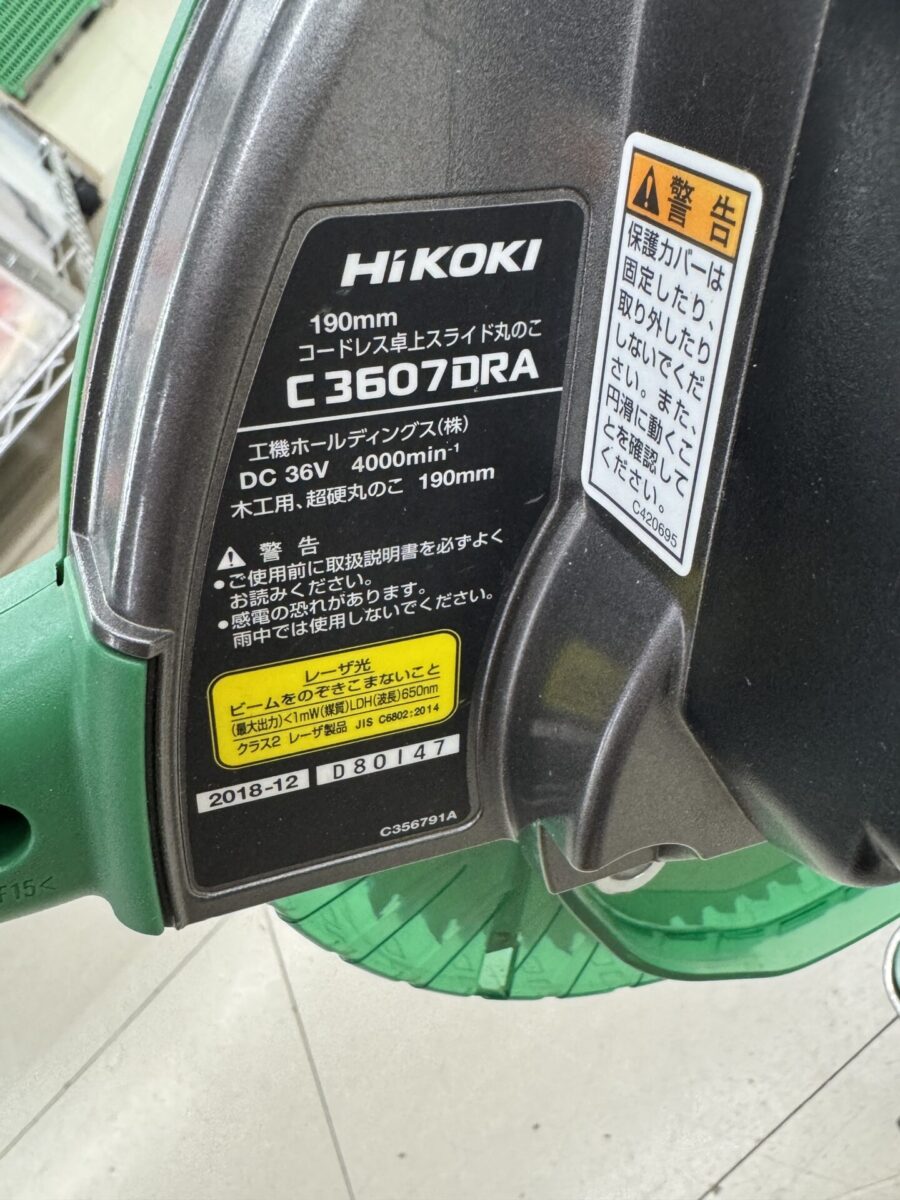 HiKOKI
190mm
コードレス卓上スライド丸のこ
C3607DRA
工機ホールディングス(株)
DC 36V 4000min⁻¹
木工用、超硬丸のこ 190mm
警告
●ご使用前に取扱説明書を必ずよく
お読みください。
●感電の恐れがあります。
雨中では使用しないでください。
レーザ光
ビームをのぞきこまないこと
(最大出力)<1mW(媒質)LDH(波長)650nm
クラス2 レーザ製品 JIS C6802:2014
2018-12 D80147
C356791A
警告
保護カバーは
固定したり、
取り外したり
しないでくだ
さい。また、
円滑に動くこ
とを確認して
ください。
C420695
F15<